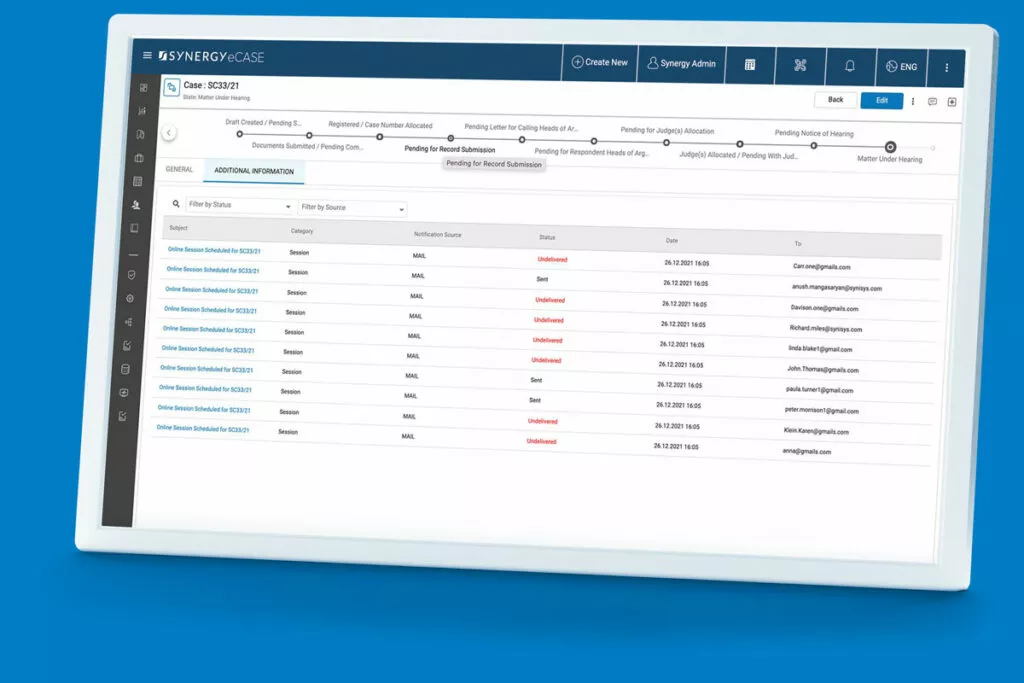 SYNERGY eCASE
Create New
Synergy Admin
ENG
Case : SC33/21
State: Matter Under Hearing
Back
Edit
Draft Created / Pending S...
Registered / Case Number Allocated
Pending Letter for Calling Heads of Ar...
Pending for Judge(s) Allocation
Pending Notice of Hearing
Documents Submitted / Pending Com...
Pending for Record Submission
Pending for Respondent Heads of Arg...
Judge(s) Allocated / Pending With Jud...
Matter Under Hearing
Pending for Record Submission
GENERAL
ADDITIONAL INFORMATION
Filter by Status
Filter by Source
Subject Category Notification Source Status Date To
Online Session Scheduled for SC33/21 Session MAIL Undelivered 26.12.2021 16:05 Carr.one@gmails.com
Online Session Scheduled for SC33/21 Session MAIL Sent 26.12.2021 16:05 anush.mangasaryan@synisys.com
Online Session Scheduled for SC33/21 Session MAIL Undelivered 26.12.2021 16:05 Davison.one@gmails.com
Online Session Scheduled for SC33/21 Session MAIL Undelivered 26.12.2021 16:05 Richard.miles@synisys.com
Online Session Scheduled for SC33/21 Session MAIL Undelivered 26.12.2021 16:05 linda.blake1@gmail.com
Online Session Scheduled for SC33/21 Session MAIL Undelivered 26.12.2021 16:05 John.Thomas@gmails.com
Online Session Scheduled for SC33/21 Session MAIL Sent 26.12.2021 16:05 paula.turner1@gmail.com
Online Session Scheduled for SC33/21 Session MAIL Sent 26.12.2021 16:05 peter.morrison1@gmail.com
Online Session Scheduled for SC33/21 Session MAIL Undelivered 26.12.2021 16:05 Klein.Karen@gmails.com
Online Session Scheduled for SC33/21 Session MAIL Undelivered 26.12.2021 16:05 anna@gmails.com